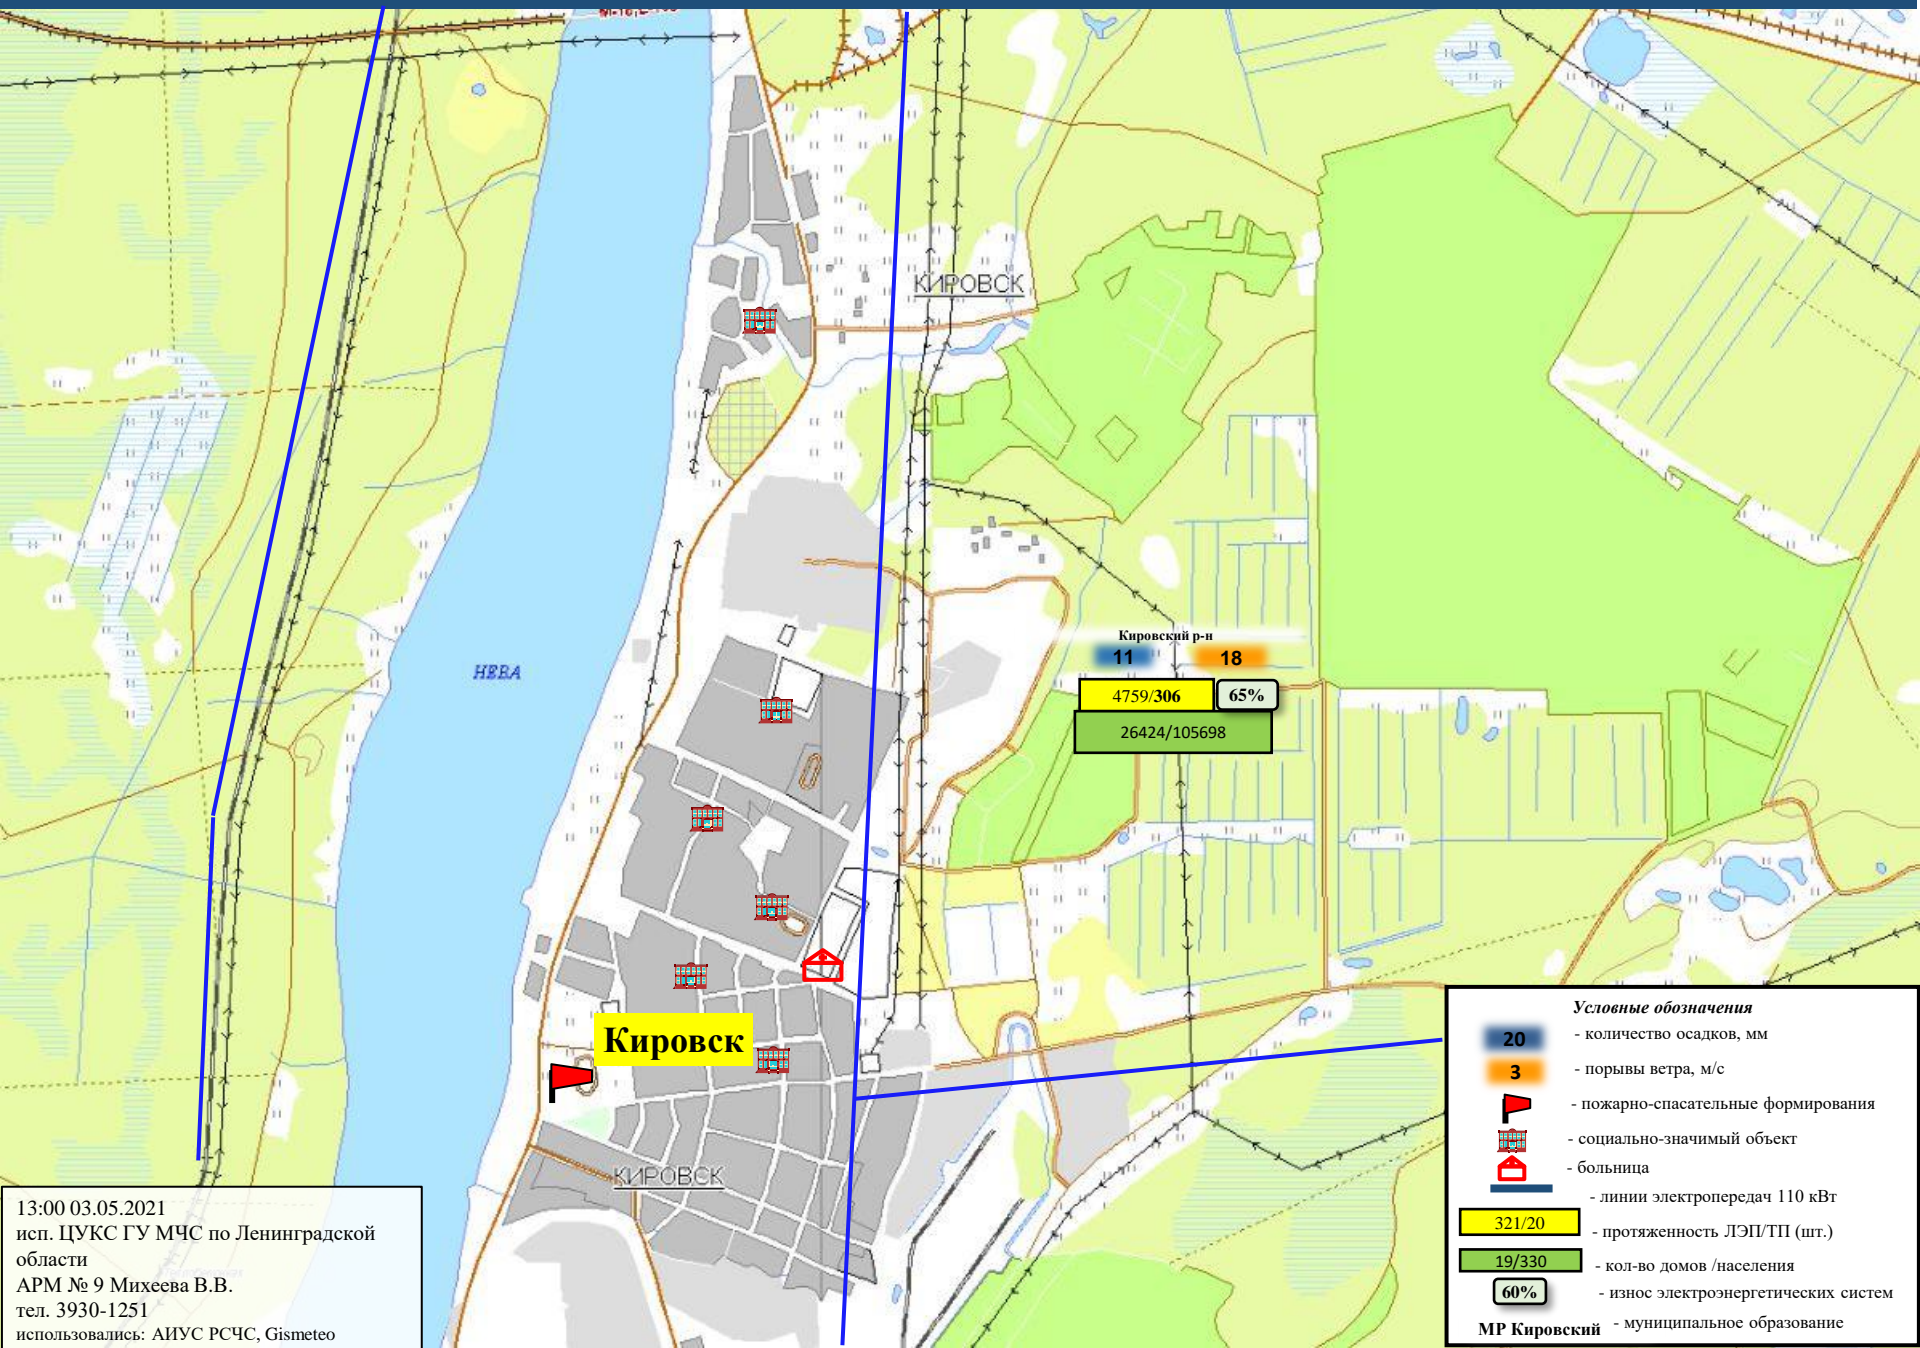 КИРОВСК
НЕВА
Кировский р-н
11
18
4759/306
65%
26424/105698
Кировск
КИРОВСК
13:00 03.05.2021
исп. ЦУКС ГУ МЧС по Ленинградской
области
АРМ № 9 Михеева В.В.
тел. 3930-1251
использовались: АИУС РСЧС, Gismeteo
Условные обозначения
20
- количество осадков, мм
3
- порывы ветра, м/с
- пожарно-спасательные формирования
- социально-значимый объект
- больница
- линии электропередач 110 кВт
321/20
- протяженность ЛЭП/ТП (шт.)
19/330
- кол-во домов /населения
60%
- износ электроэнергетических систем
МР Кировский
- муниципальное образование